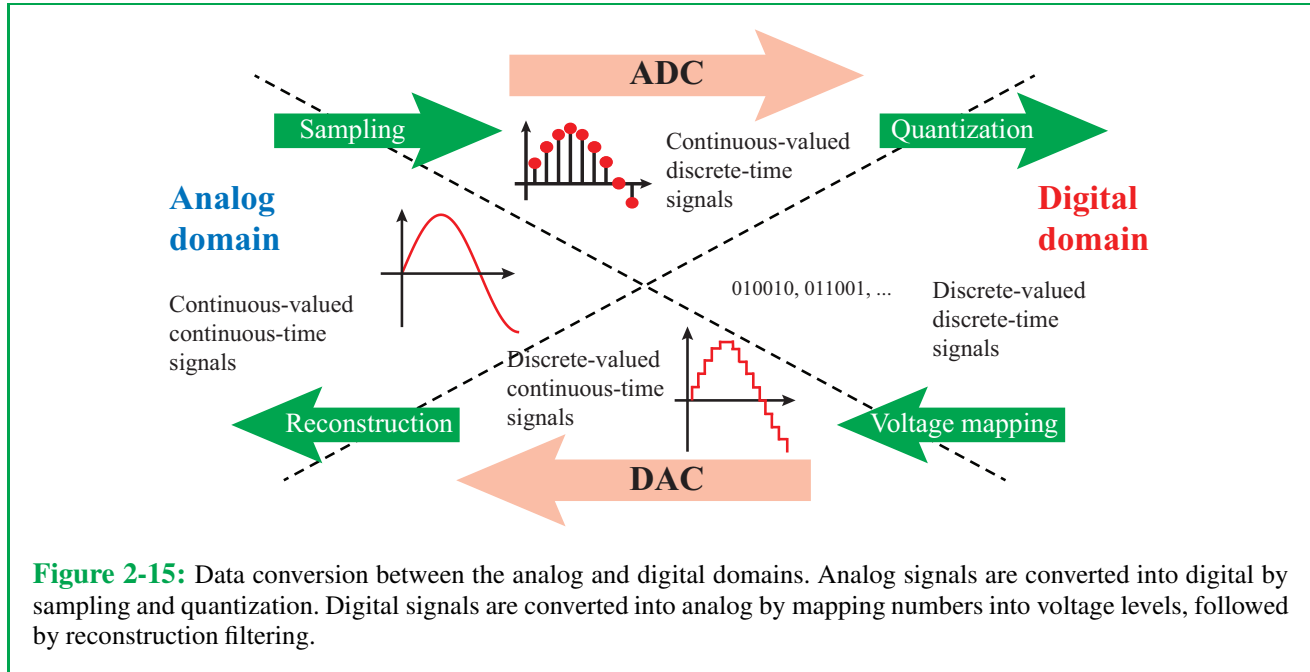 ADC
Sampling
Quantization
Continuous-valued
discrete-time
signals
Analog
domain
Digital
domain
Continuous-valued
continuous-time
signals
010010, 011001, ...
Discrete-valued
discrete-time
signals
Discrete-valued
continuous-time
signals
Reconstruction
Voltage mapping
DAC
Figure 2-15: Data conversion between the analog and digital domains. Analog signals are converted into digital by
sampling and quantization. Digital signals are converted into analog by mapping numbers into voltage levels, followed
by reconstruction filtering.